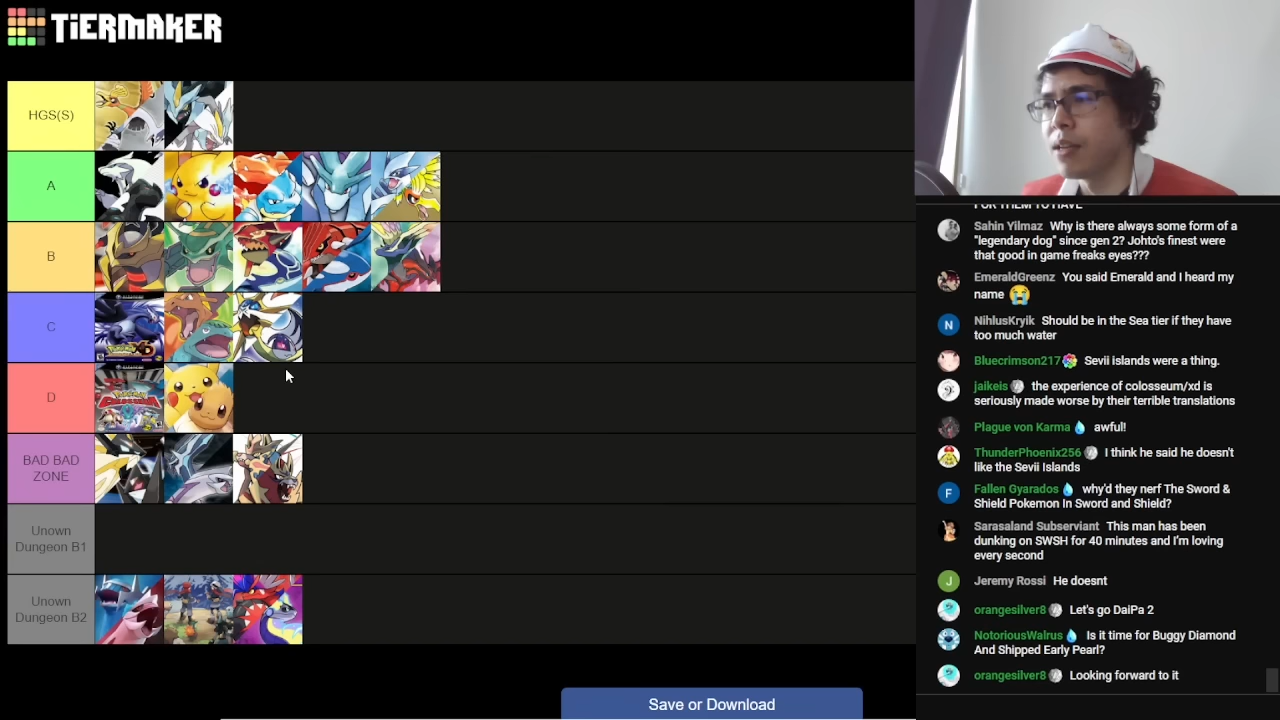 TiERMAKER
HGS(S)
A
B
C
D
BAD BAD
ZONE
Unown
Dungeon B1
Unown
Dungeon B2
Save or Download
FOR THEM TO HAVE
Sahin Yilmaz Why is there always some form of a
"legendary dog" since gen 2? Johto's finest were
that good in game freaks eyes???
EmeraldGreenz You said Emerald and I heard my
name 😭
N NihlusKryik Should be in the Sea tier if they have
too much water
Bluecrimson217 Sevii islands were a thing.
jaikeis the experience of colosseum/xd is
seriously made worse by their terrible translations
Plague von Karma awful!
ThunderPhoenix256 I think he said he doesn't
like the Sevii Islands
F Fallen Gyarados why'd they nerf The Sword &
Shield Pokemon In Sword and Shield?
Sarasaland Subserviant This man has been
dunking on SWSH for 40 minutes and I'm loving
every second
J Jeremy Rossi He doesnt
orangesilver8 Let's go DaiPa 2
NotoriousWalrus Is it time for Buggy Diamond
And Shipped Early Pearl?
orangesilver8 Looking forward to it